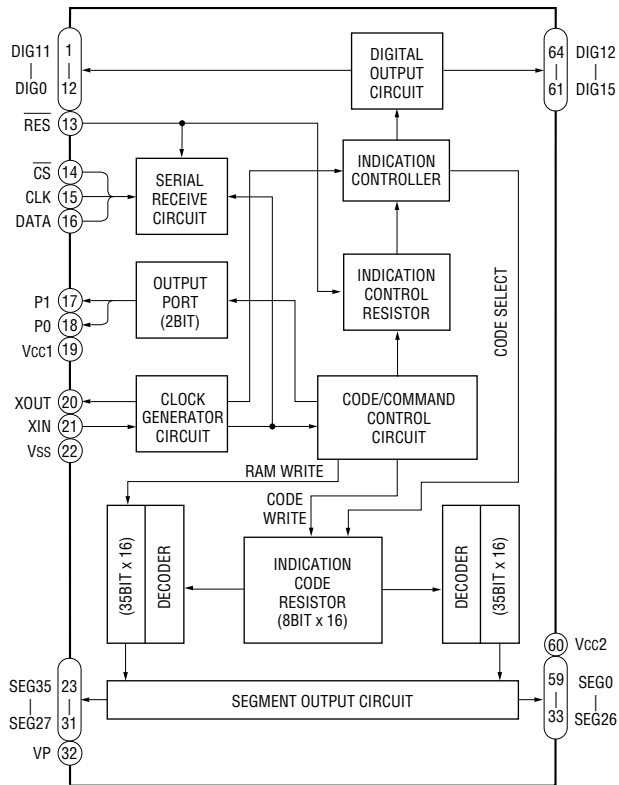 DIG11
DIG0
1
12
DIGITAL
OUTPUT
CIRCUIT
64
61
DIG12
DIG15
RES
13
CS
14
CLK
15
DATA
16
SERIAL
RECEIVE
CIRCUIT
INDICATION
CONTROLLER
P1
17
P0
18
VCC1
19
OUTPUT
PORT
(2BIT)
INDICATION
CONTROL
RESISTOR
CODE SELECT
XOUT
20
XIN
21
VSS
22
CLOCK
GENERATOR
CIRCUIT
CODE/COMMAND
CONTROL
CIRCUIT
RAM WRITE
CODE
WRITE
(35BIT x 16)
DECODER
INDICATION
CODE
RESISTOR
(8BIT x 16)
DECODER
(35BIT x 16)
60
VCC2
SEG35
SEG27
23
31
SEGMENT OUTPUT CIRCUIT
59
33
SEG0
SEG26
VP
32